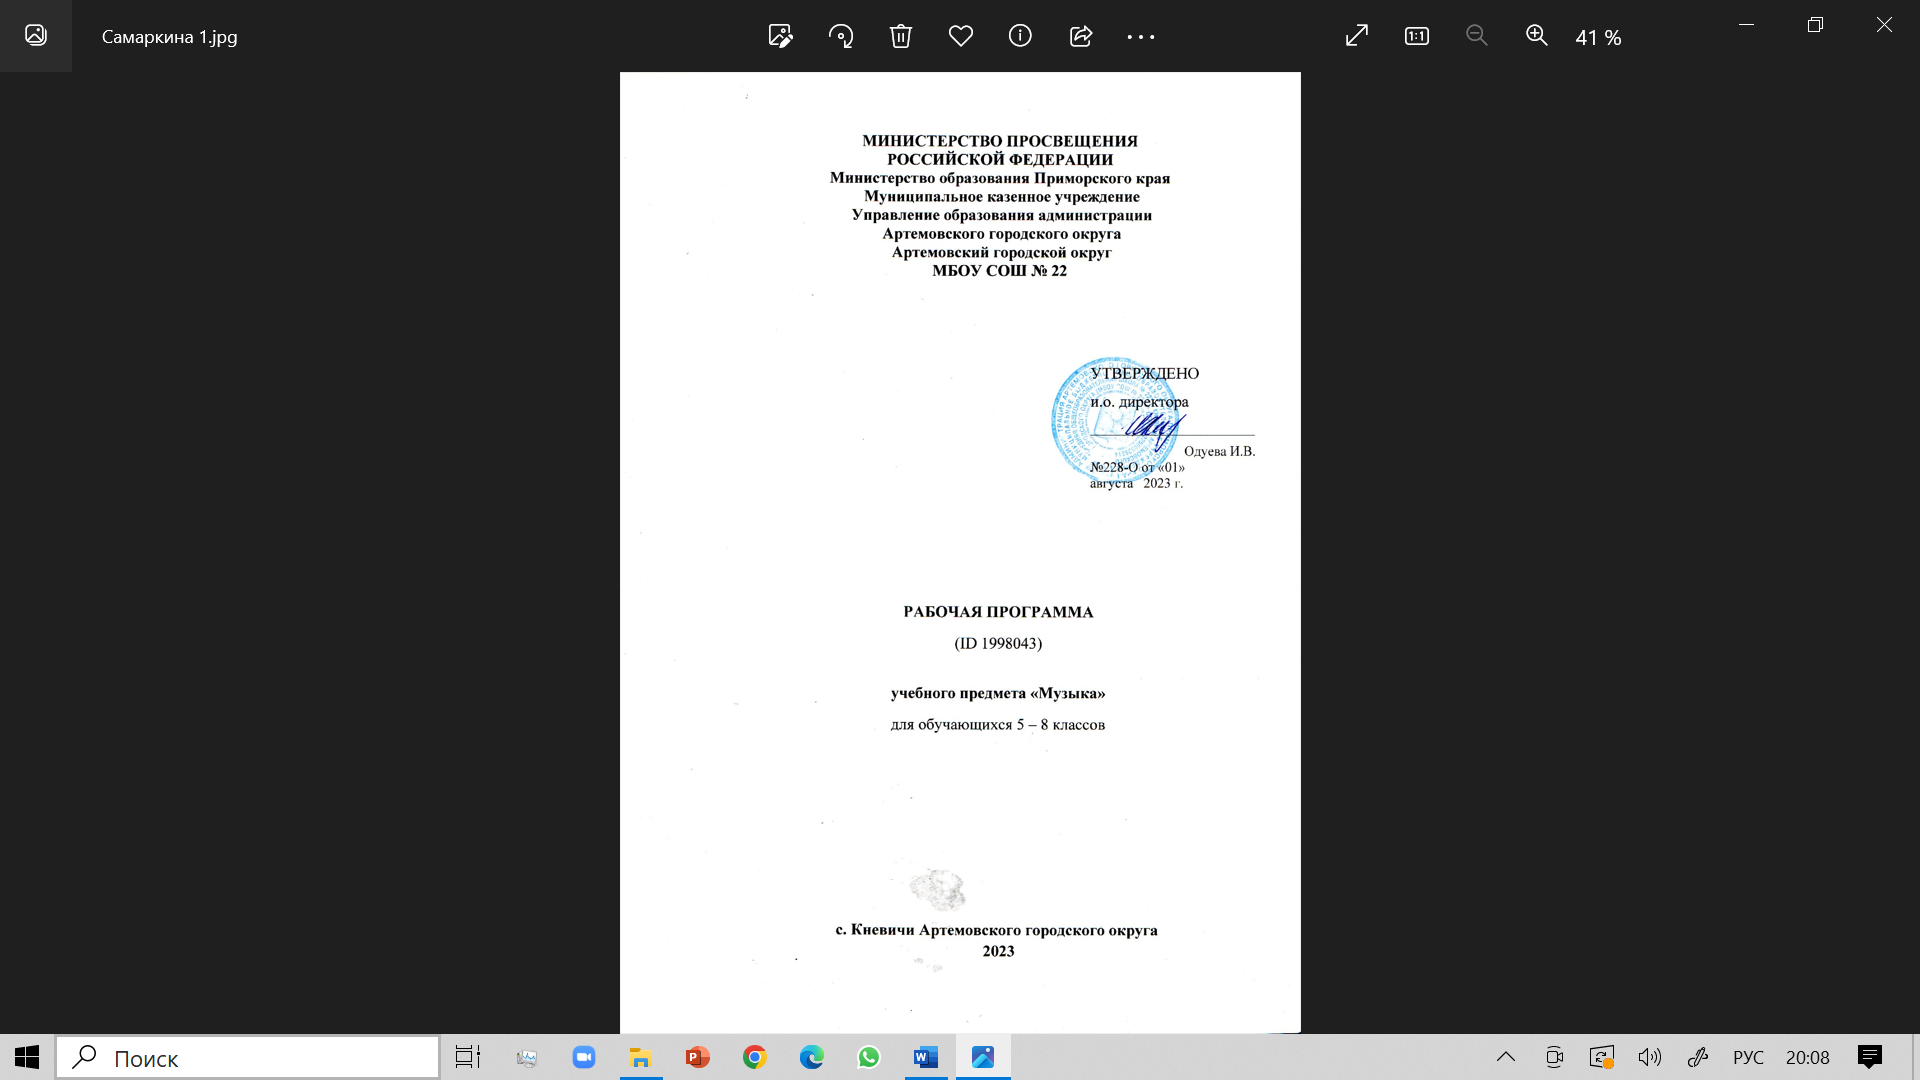 Самаркина 1.jpg
41 %
МИНИСТЕРСТВО ПРОСВЕЩЕНИЯ
РОССИЙСКОЙ ФЕДЕРАЦИИ
Министерство образования Приморского края
Муниципальное казенное учреждение
Управление образования администрации
Артемовского городского округа
Артемовский городской округ
МБОУ СОШ № 22
УТВЕРЖДЕНО
и.о. директора
Одуева И.В.
№228-О от «01»
августа 2023 г.
РАБОЧАЯ ПРОГРАММА
(ID 1998043)
учебного предмета «Музыка»
для обучающихся 5 – 8 классов
с. Кневичи Артемовского городского округа
2023
Поиск
РУС
20:08